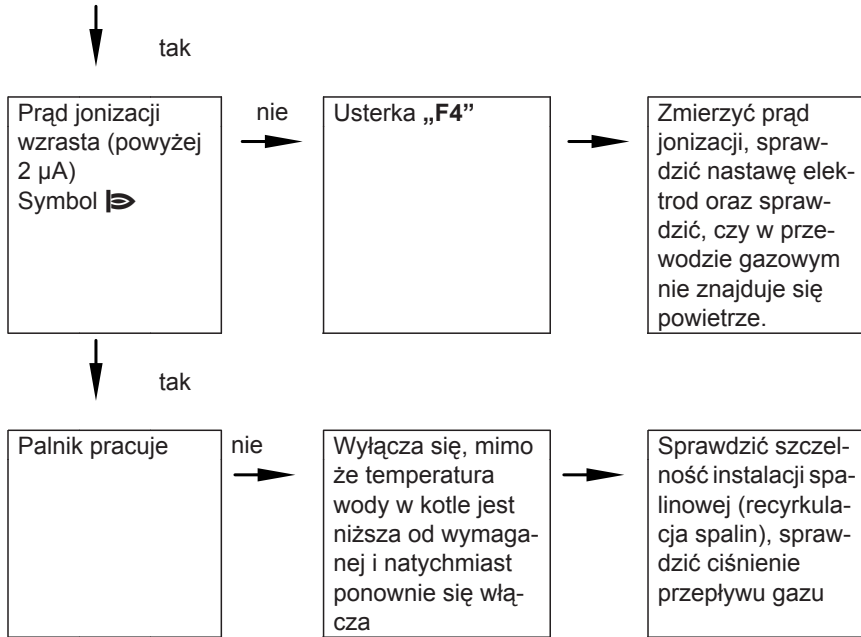 tak
Prąd jonizacji
wzrasta (powyżej
2 μA)
Symbol
nie
Usterka „F4”
Zmierzyć prąd
jonizacji, spraw-
dzić nastawę elek-
trod oraz spraw-
dzić, czy w prze-
wodzie gazowym
nie znajduje się
powietrze.
tak
Palnik pracuje
nie
Wyłącza się, mimo
że temperatura
wody w kotle jest
niższa od wymaga-
nej i natychmiast
ponownie się włą-
cza
Sprawdzić szczel-
ność instalacji spa-
linowej (recyrkula-
cja spalin), spraw-
dzić ciśnienie
przepływu gazu